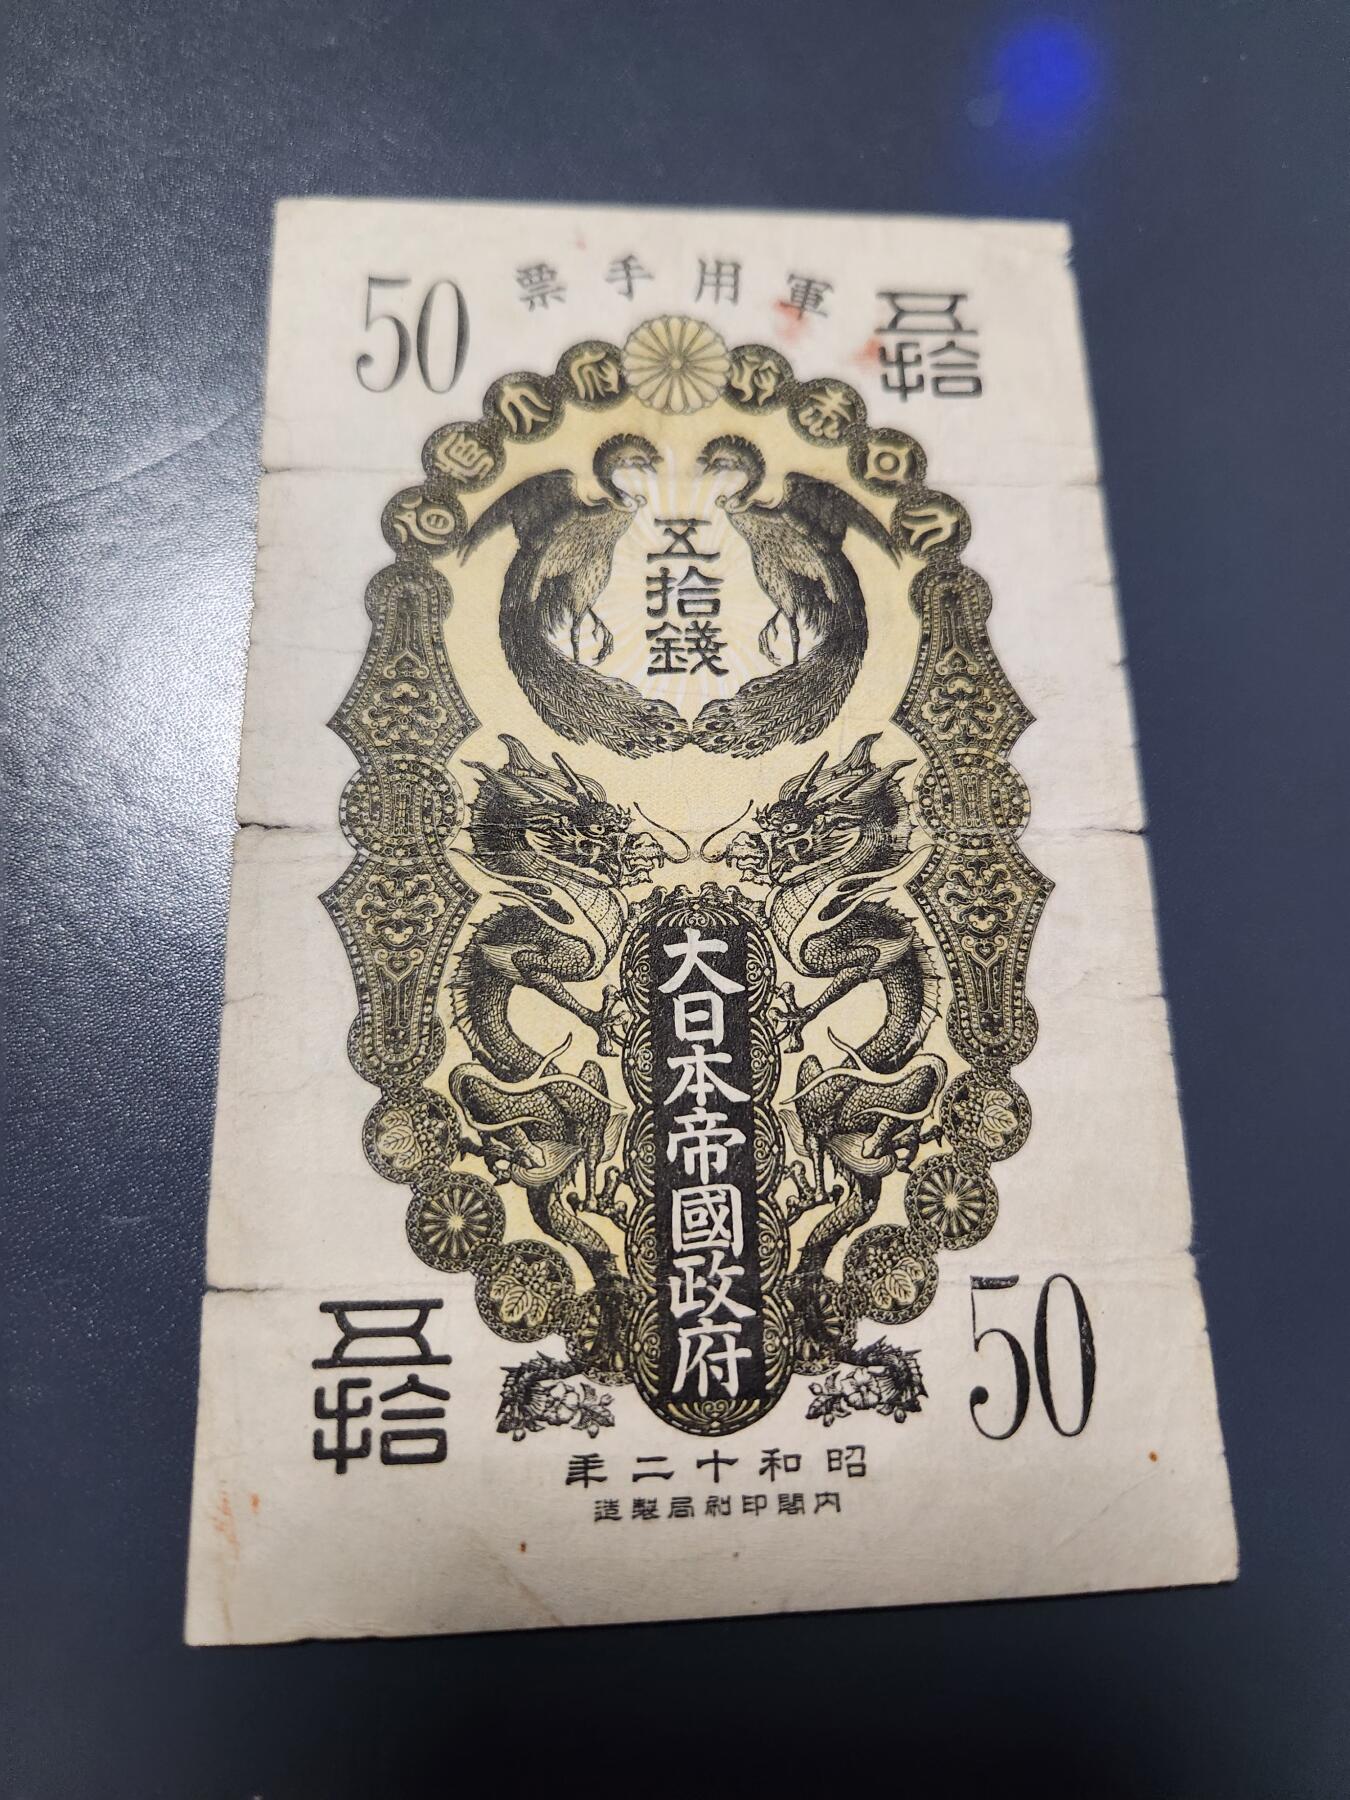 50
軍用手票
五拾
五拾錢
大日本帝國政府
五拾
50
昭和十二年
内閣印刷局製造